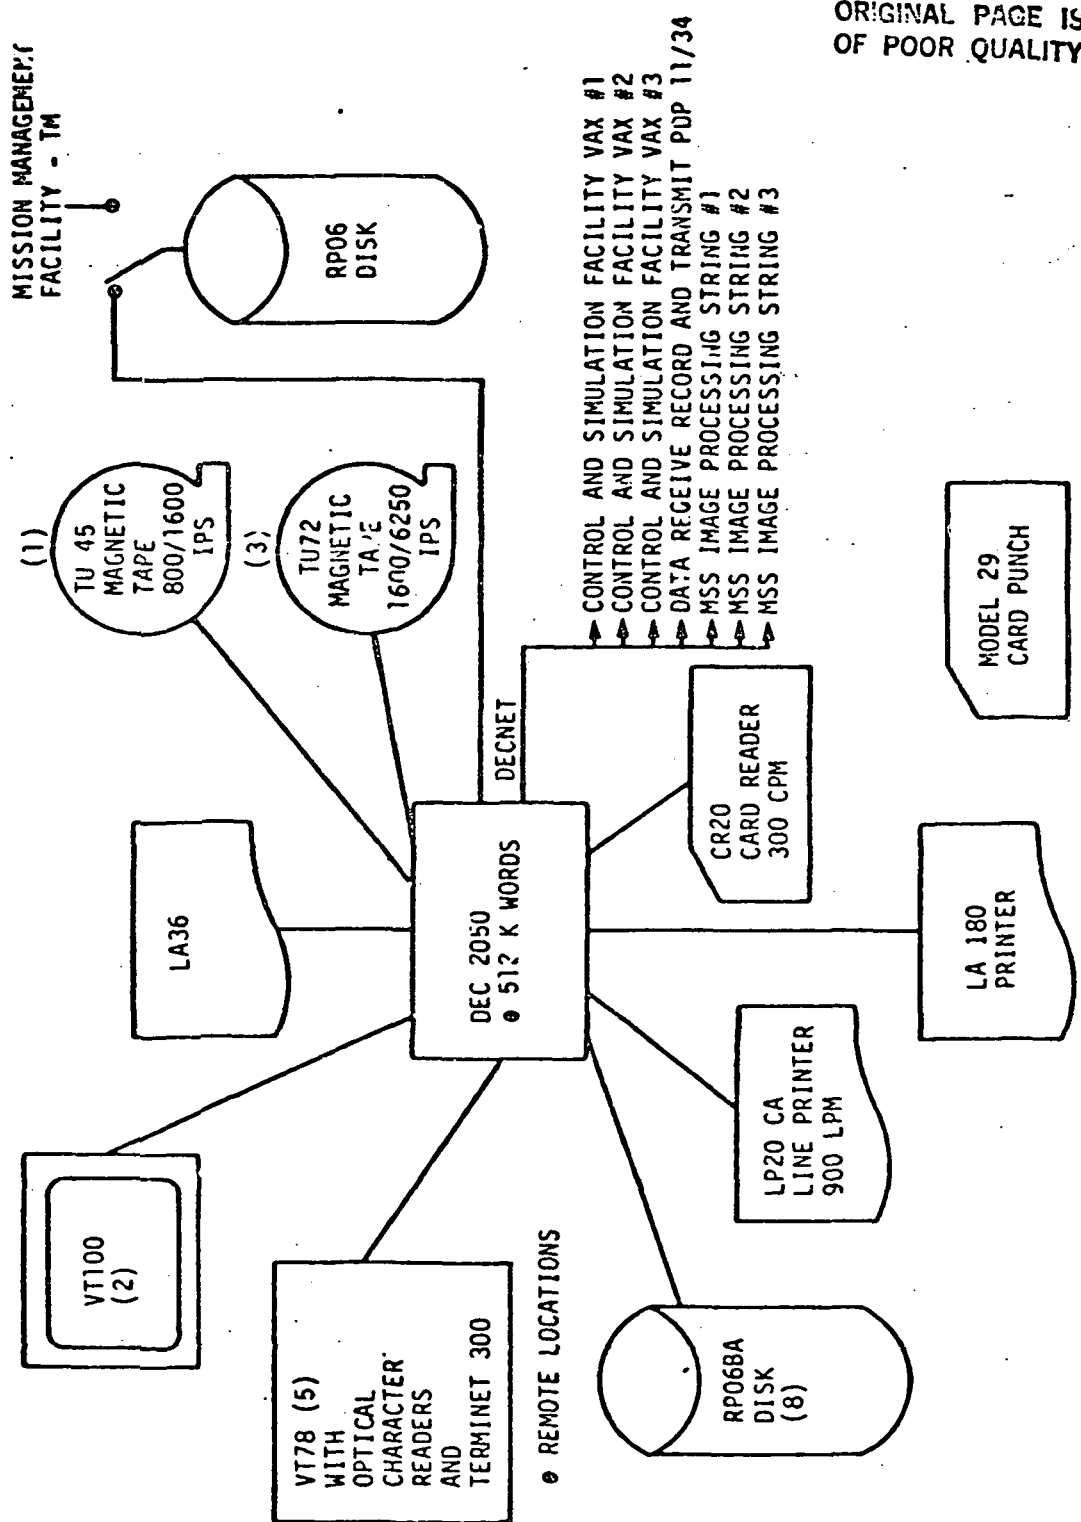 ORIGINAL PAGE IS
OF POOR QUALITY
MISSION MANAGEMENT
FACILITY - TM
RP06
DISK
(1)
TU 45
MAGNETIC
TAPE
800/1600
IPS
(3)
TU72
MAGNETIC
TAPE
1600/6250
IPS
LA36
VT100
(2)
VT78 (5)
WITH
OPTICAL
CHARACTER
READERS
AND
TERMINET 300
REMOTE LOCATIONS
DEC 2050
512 K WORDS
DECNET
CONTROL AND SIMULATION FACILITY VAX #1
CONTROL AND SIMULATION FACILITY VAX #2
CONTROL AND SIMULATION FACILITY VAX #3
DATA RECEIVE RECORD AND TRANSMIT PDP 11/34
MSS IMAGE PROCESSING STRING #1
MSS IMAGE PROCESSING STRING #2
MSS IMAGE PROCESSING STRING #3
RP06BA
DISK
(8)
LP20 CA
LINE PRINTER
900 LPM
LA 180
PRINTER
CR20
CARD READER
300 CPM
MODEL 29
CARD PUNCH